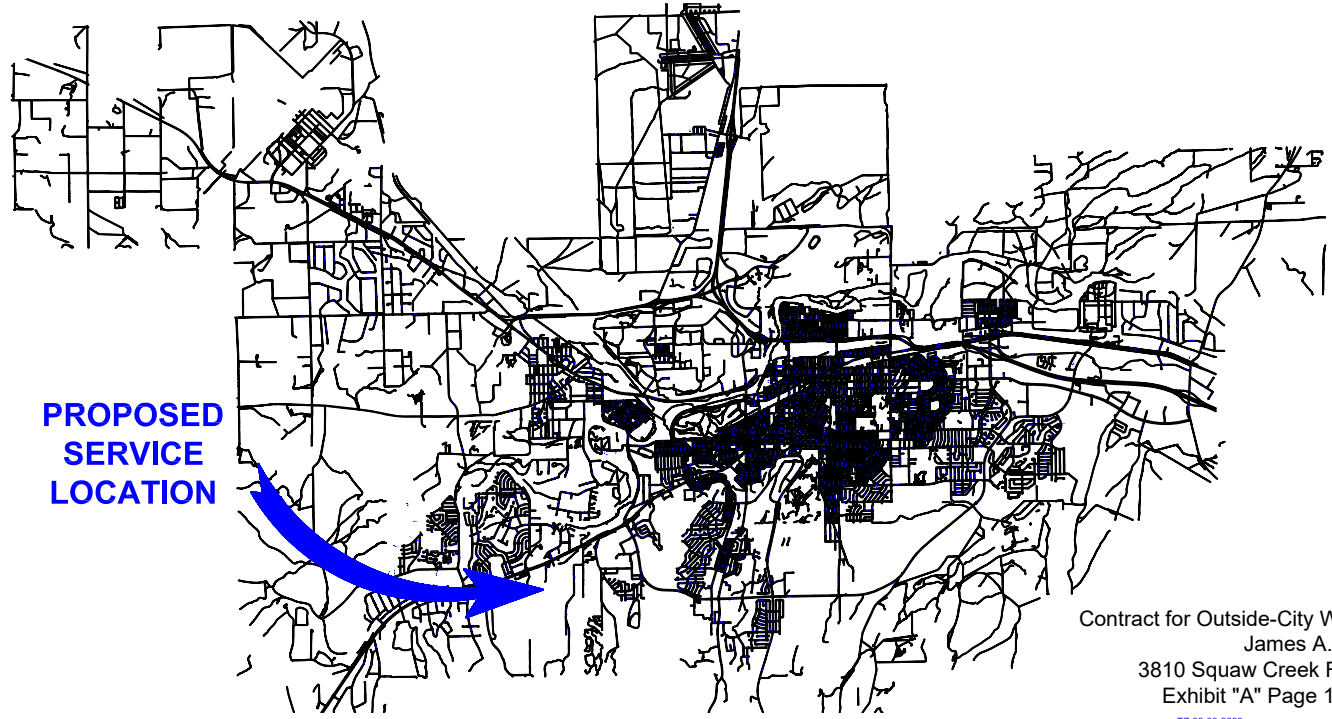 PROPOSED
SERVICE
LOCATION
Contract for Outside-City W
James A.
3810 Squaw Creek R
Exhibit "A" Page 1